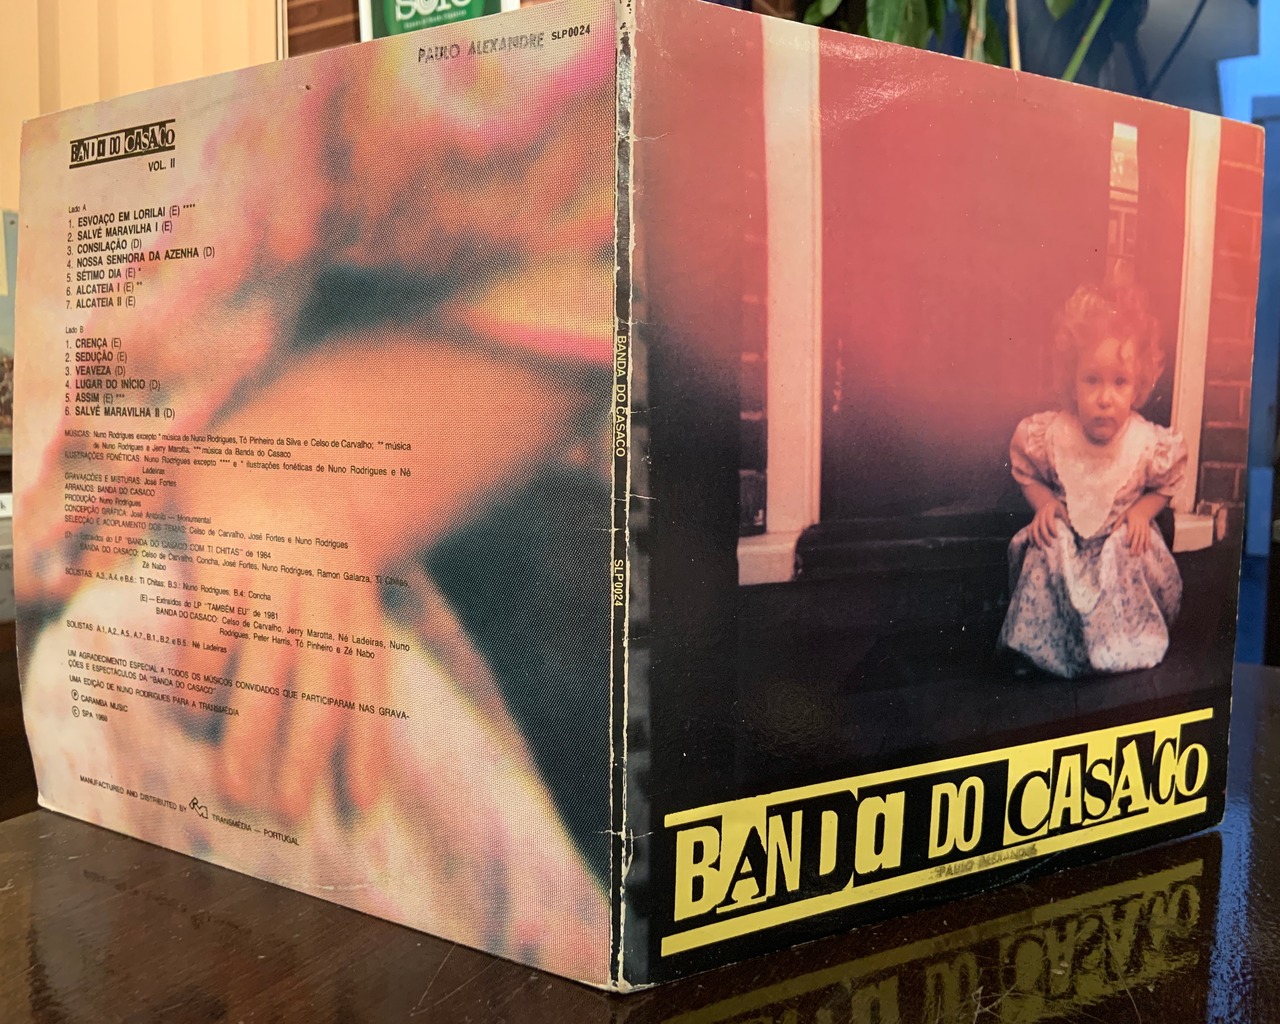 PAULO ALEXANDRE SLP0024
BANDA DO CASACO
VOL. II
Lado A
1. ESVOAÇO EM LORILAI (E) ****
2. SALVÉ MARAVILHA I (E)
3. CONSILAÇÃO (D)
4. NOSSA SENHORA DA AZENHA (D)
5. SÉTIMO DIA (E) *
6. ALCATEIA I (E) **
7. ALCATEIA II (E)
Lado B
1. CRENÇA (E)
2. SEDUÇÃO (E)
3. VEAVEZA (D)
4. LUGAR DO INÍCIO (D)
5. ASSIM (E) ***
6. SALVÉ MARAVILHA II (D)
MÚSICAS: Nuno Rodrigues excepto * música de Nuno Rodrigues, Tó Pinheiro da Silva e Celso de Carvalho; ** música
de Nuno Rodrigues e Jerry Marotta; *** música da Banda do Casaco
ILUSTRAÇÕES FONÉTICAS: Nuno Rodrigues excepto **** e * ilustrações fonéticas de Nuno Rodrigues e Né
Ladeiras
GRAVAÇÕES E MISTURAS: José Fortes
ARRANJOS: BANDA DO CASACO
PRODUÇÃO: Nuno Rodrigues
CONCEPÇÃO GRÁFICA: José António — Monumental
SELECÇÃO E ACOPLAMENTO DOS TEMAS: Celso de Carvalho, José Fortes e Nuno Rodrigues
(D) — Extraídos do LP "BANDA DO CASACO COM TI CHITAS" de 1984
BANDA DO CASACO: Celso de Carvalho, Concha, José Fortes, Nuno Rodrigues, Ramon Galarza, Ti Chitas,
Zé Nabo
SOLISTAS: A.3., A.4. e B.6.: Ti Chitas; B.3.: Nuno Rodrigues, B.4: Concha
(E) — Extraídos do LP "TAMBÉM EU" de 1981
BANDA DO CASACO: Celso de Carvalho, Jerry Marotta, Né Ladeiras, Nuno
Rodrigues, Peter Harris, Tó Pinheiro e Zé Nabo
SOLISTAS: A.1, A.2., A.5., A.7., B.1., B.2. e B.5. Né Ladeiras
UM AGRADECIMENTO ESPECIAL A TODOS OS MÚSICOS CONVIDADOS QUE PARTICIPARAM NAS GRAVA-
ÇÕES E ESPECTÁCULOS DA "BANDA DO CASACO"
UMA EDIÇÃO DE NUNO RODRIGUES PARA A TRANSMEDIA
Ⓟ CARAMBA MUSIC
© SPA 1988
MANUFACTURED AND DISTRIBUTED BY TRANSMÉDIA — PORTUGAL
BANDA DO CASACO
SLP0024
BANDA DO CASACO
PAULO ALEXANDRE